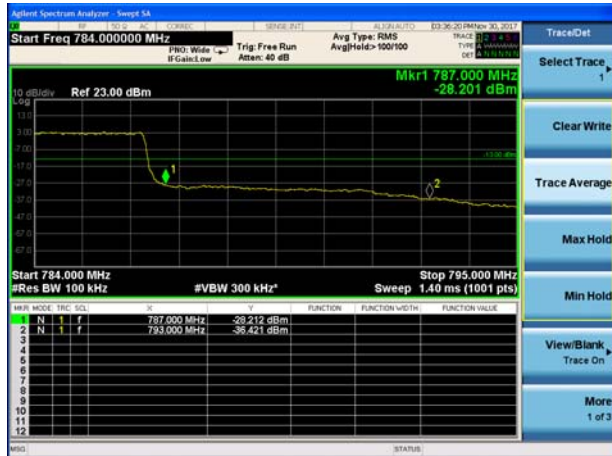 Agilent Spectrum Analyzer - Swept SA
RF 50 Ω AC CORREC SENSE:INT ALIGNAUTO 03:36:20 PM Nov 30, 2017
Start Freq 784.000000 MHz
PNO: Wide Trig: Free Run Avg Type: RMS TRACE 1 2 3 4 5 6
IFGain:Low Atten: 40 dB Avg|Hold:> 100/100 TYPE
DET A N N N N N
Mkr1 787.000 MHz
-28.201 dBm
10 dB/div Ref 23.00 dBm
Log
13.0
3.00
-7.00
-13.00 dBm
-17.0
1
-27.0
2
-37.0
-47.0
-57.0
-67.0
Start 784.000 MHz Stop 795.000 MHz
#Res BW 100 kHz #VBW 300 kHz* Sweep 1.40 ms (1001 pts)
MKR MODE TRC SCL X Y FUNCTION FUNCTION WIDTH FUNCTION VALUE
1 N 1 f 787.000 MHz -28.212 dBm
2 N 1 f 793.000 MHz -36.421 dBm
3
4
5
6
7
8
9
10
11
12
MSG STATUS
Trace/Det
Select Trace
1
Clear Write
Trace Average
Max Hold
Min Hold
View/Blank
Trace On
More
1 of 3